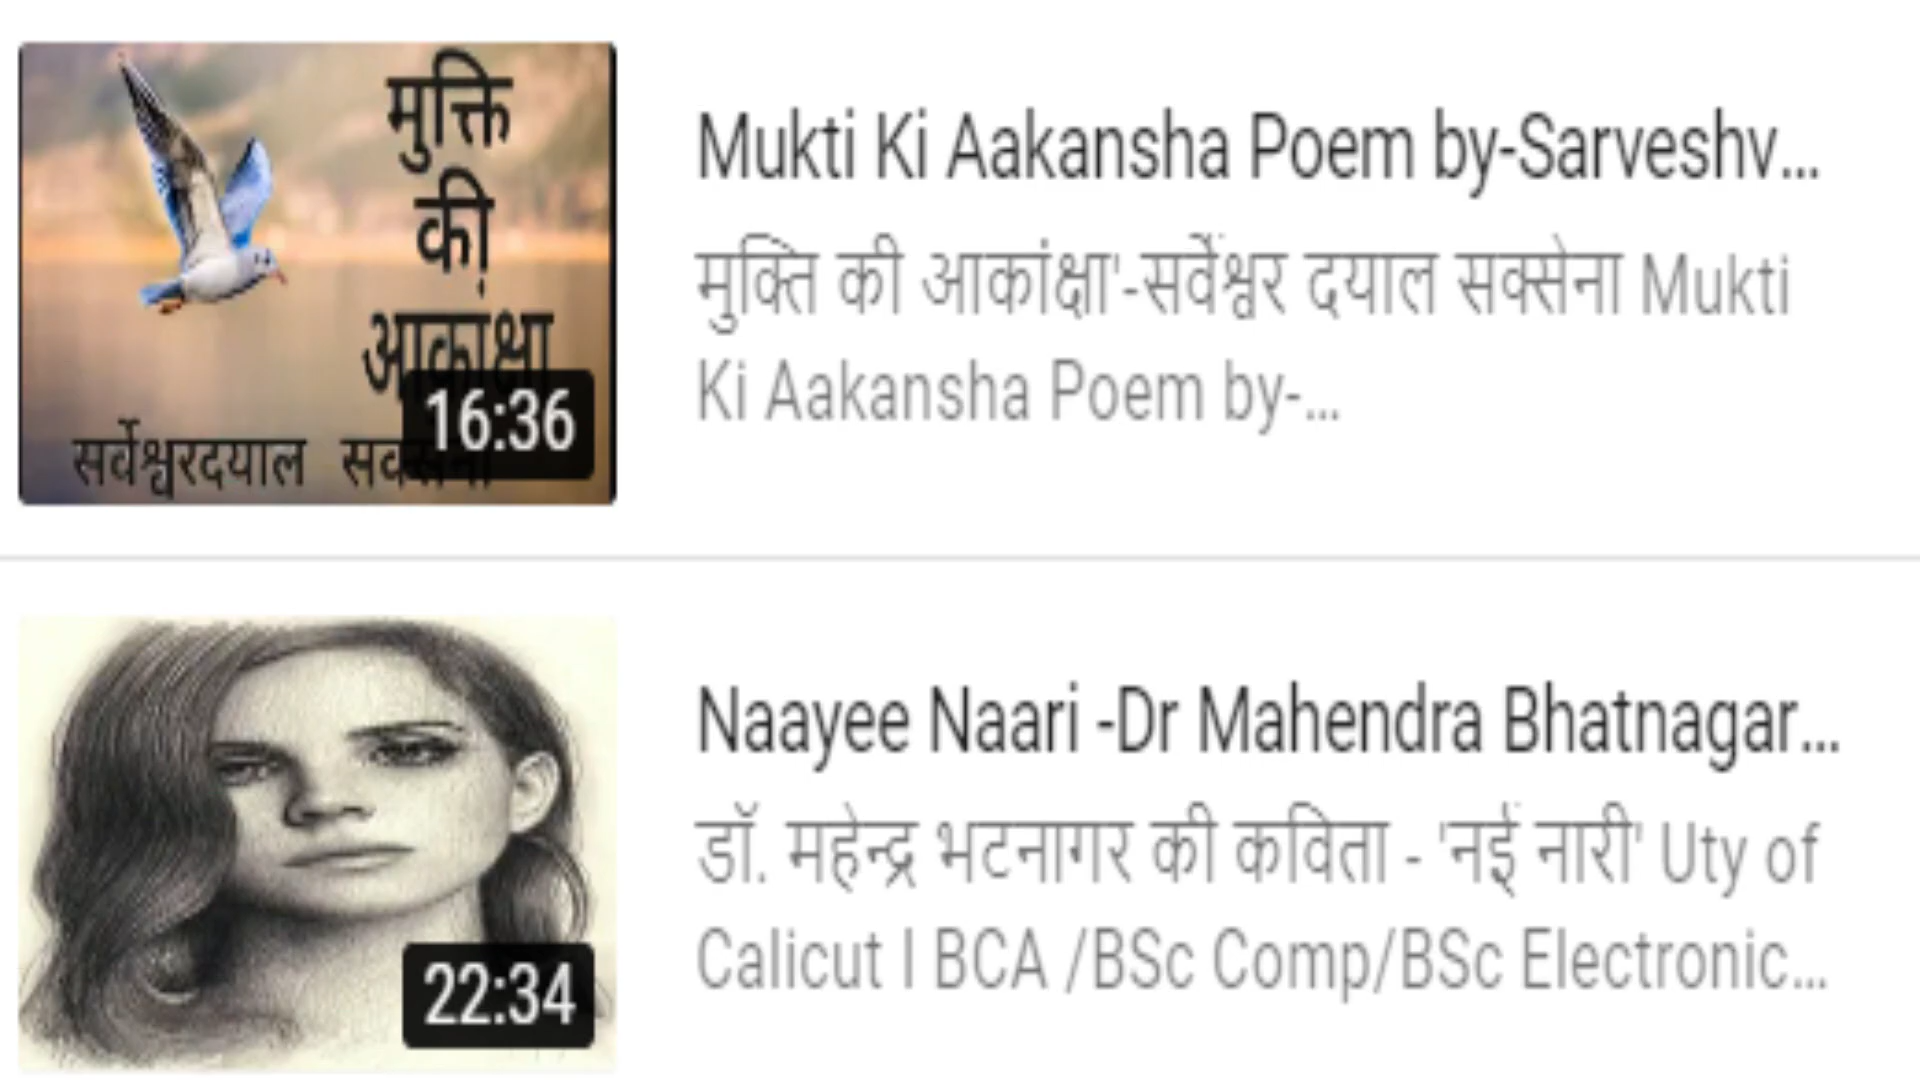 मुक्ति
की
आकांक्षा
16:36
सर्वेश्वरदयाल
Mukti Ki Aakansha Poem by-Sarveshv...
मुक्ति की आकांक्षा'-सर्वेश्वर दयाल सक्सेना Mukti
Ki Aakansha Poem by-...
22:34
Naayee Naari -Dr Mahendra Bhatnagar...
डॉ. महेन्द्र भटनागर की कविता - 'नई नारी' Uty of
Calicut I BCA /BSc Comp/BSc Electronic...